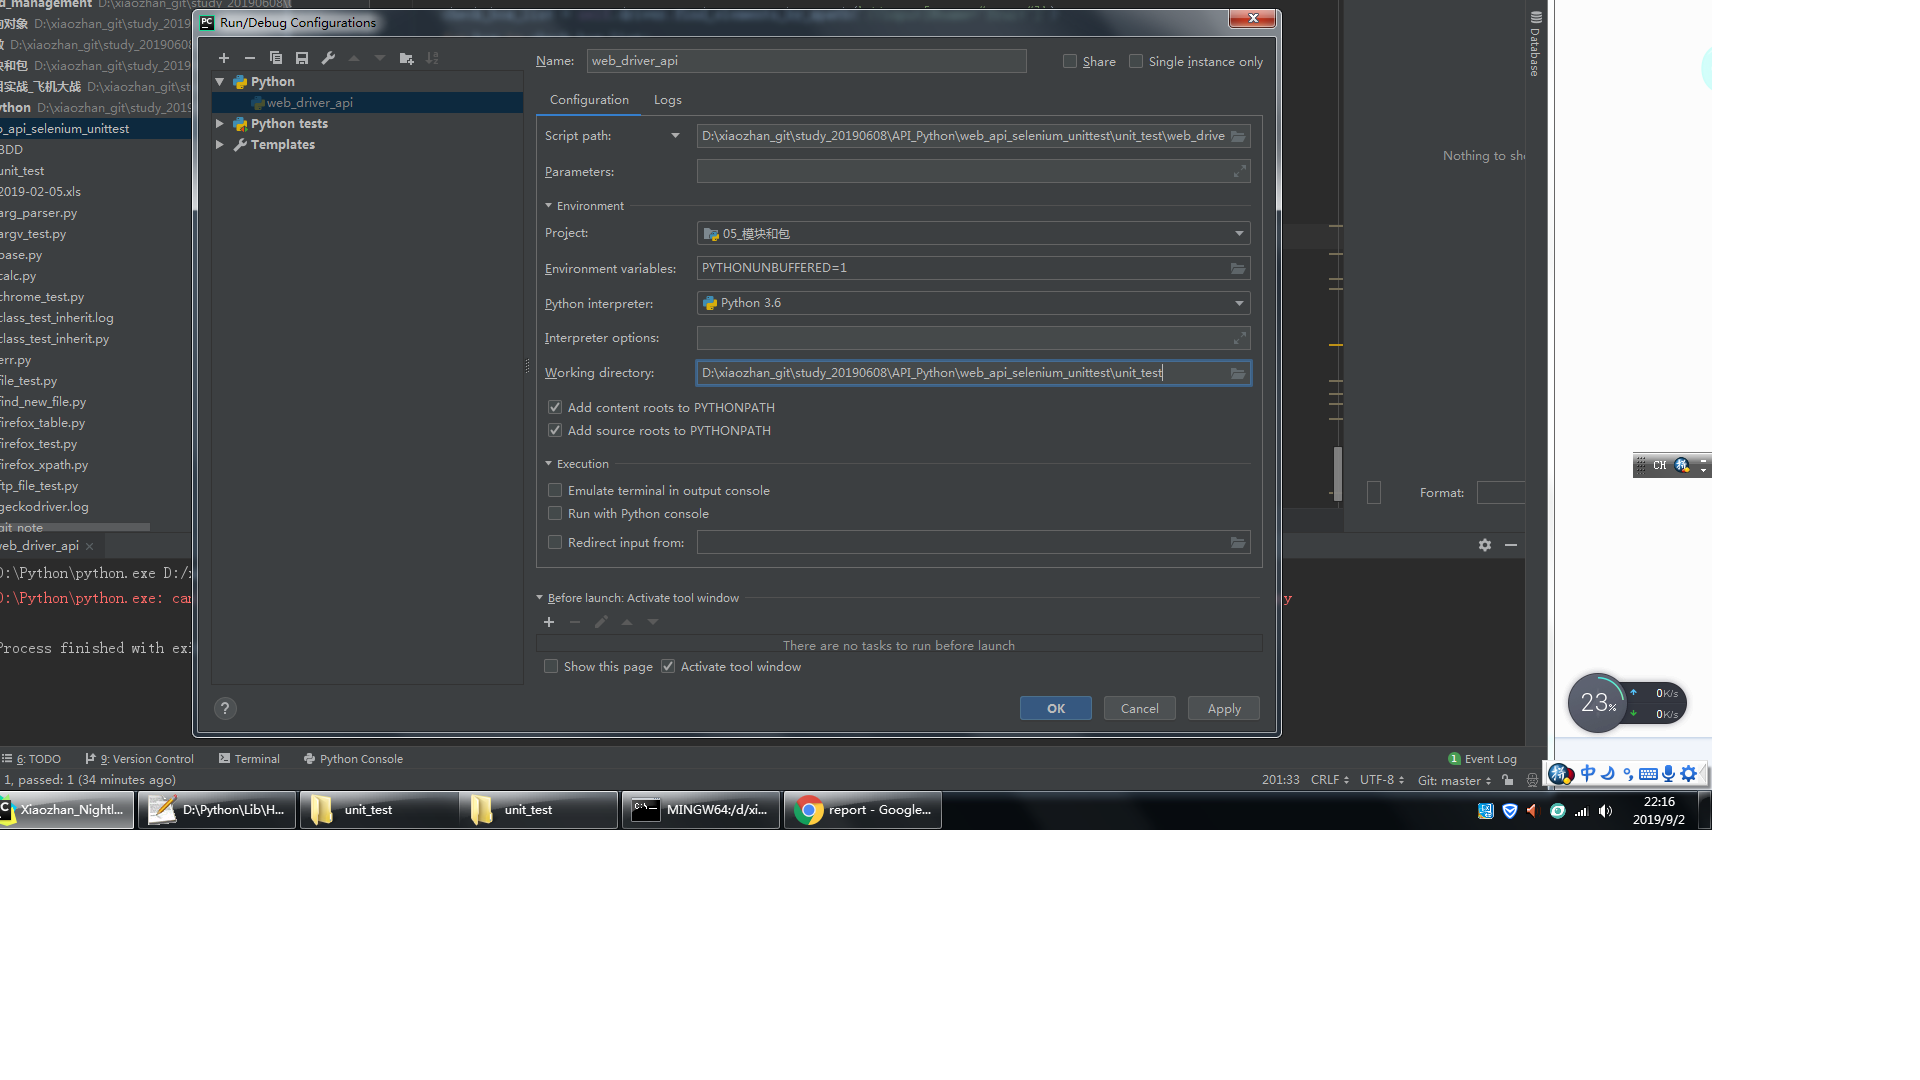 Run/Debug Configurations
Name: web_driver_api
Share
Single instance only
Python
web_driver_api
Python tests
Templates
Configuration
Logs
Script path: D:\xiaozhan_git\study_20190608\API_Python\web_api_selenium_unittest\unit_test\web_drive
Parameters:
Environment
Project: 05_模块和包
Environment variables: PYTHONUNBUFFERED=1
Python interpreter: Python 3.6
Interpreter options:
Working directory: D:\xiaozhan_git\study_20190608\API_Python\web_api_selenium_unittest\unit_test
Add content roots to PYTHONPATH
Add source roots to PYTHONPATH
Execution
Emulate terminal in output console
Run with Python console
Redirect input from:
Before launch: Activate tool window
There are no tasks to run before launch
Show this page
Activate tool window
?
OK
Cancel
Apply
d_management D:\xiaozhan_git\study_20190608\(
对象 D:\xiaozhan_git\study_201906
D:\xiaozhan_git\study_20190608
块和包 D:\xiaozhan_git\study_2019
目实战_飞机大战 D:\xiaozhan_git
ython D:\xiaozhan_git\study_2019
b_api_selenium_unittest
BDD
unit_test
2019-02-05.xls
arg_parser.py
argv_test.py
base.py
calc.py
chrome_test.py
class_test_inherit.log
class_test_inherit.py
err.py
file_test.py
find_new_file.py
firefox_table.py
firefox_test.py
firefox_xpath.py
ftp_file_test.py
geckodriver.log
git note
web_driver_api
D:\Python\python.exe D:/
D:\Python\python.exe: can
y
Process finished with exi
Database
Nothing to sh
Format:
CH
23%
0K/s
0K/s
6: TODO
9: Version Control
Terminal
Python Console
1 Event Log
1, passed: 1 (34 minutes ago)
201:33 CRLF UTF-8 Git: master
中
Xiaozhan_Nightl...
D:\Python\Lib\H...
unit_test
unit_test
MINGW64:/d/xi...
report - Google...
22:16
2019/9/2